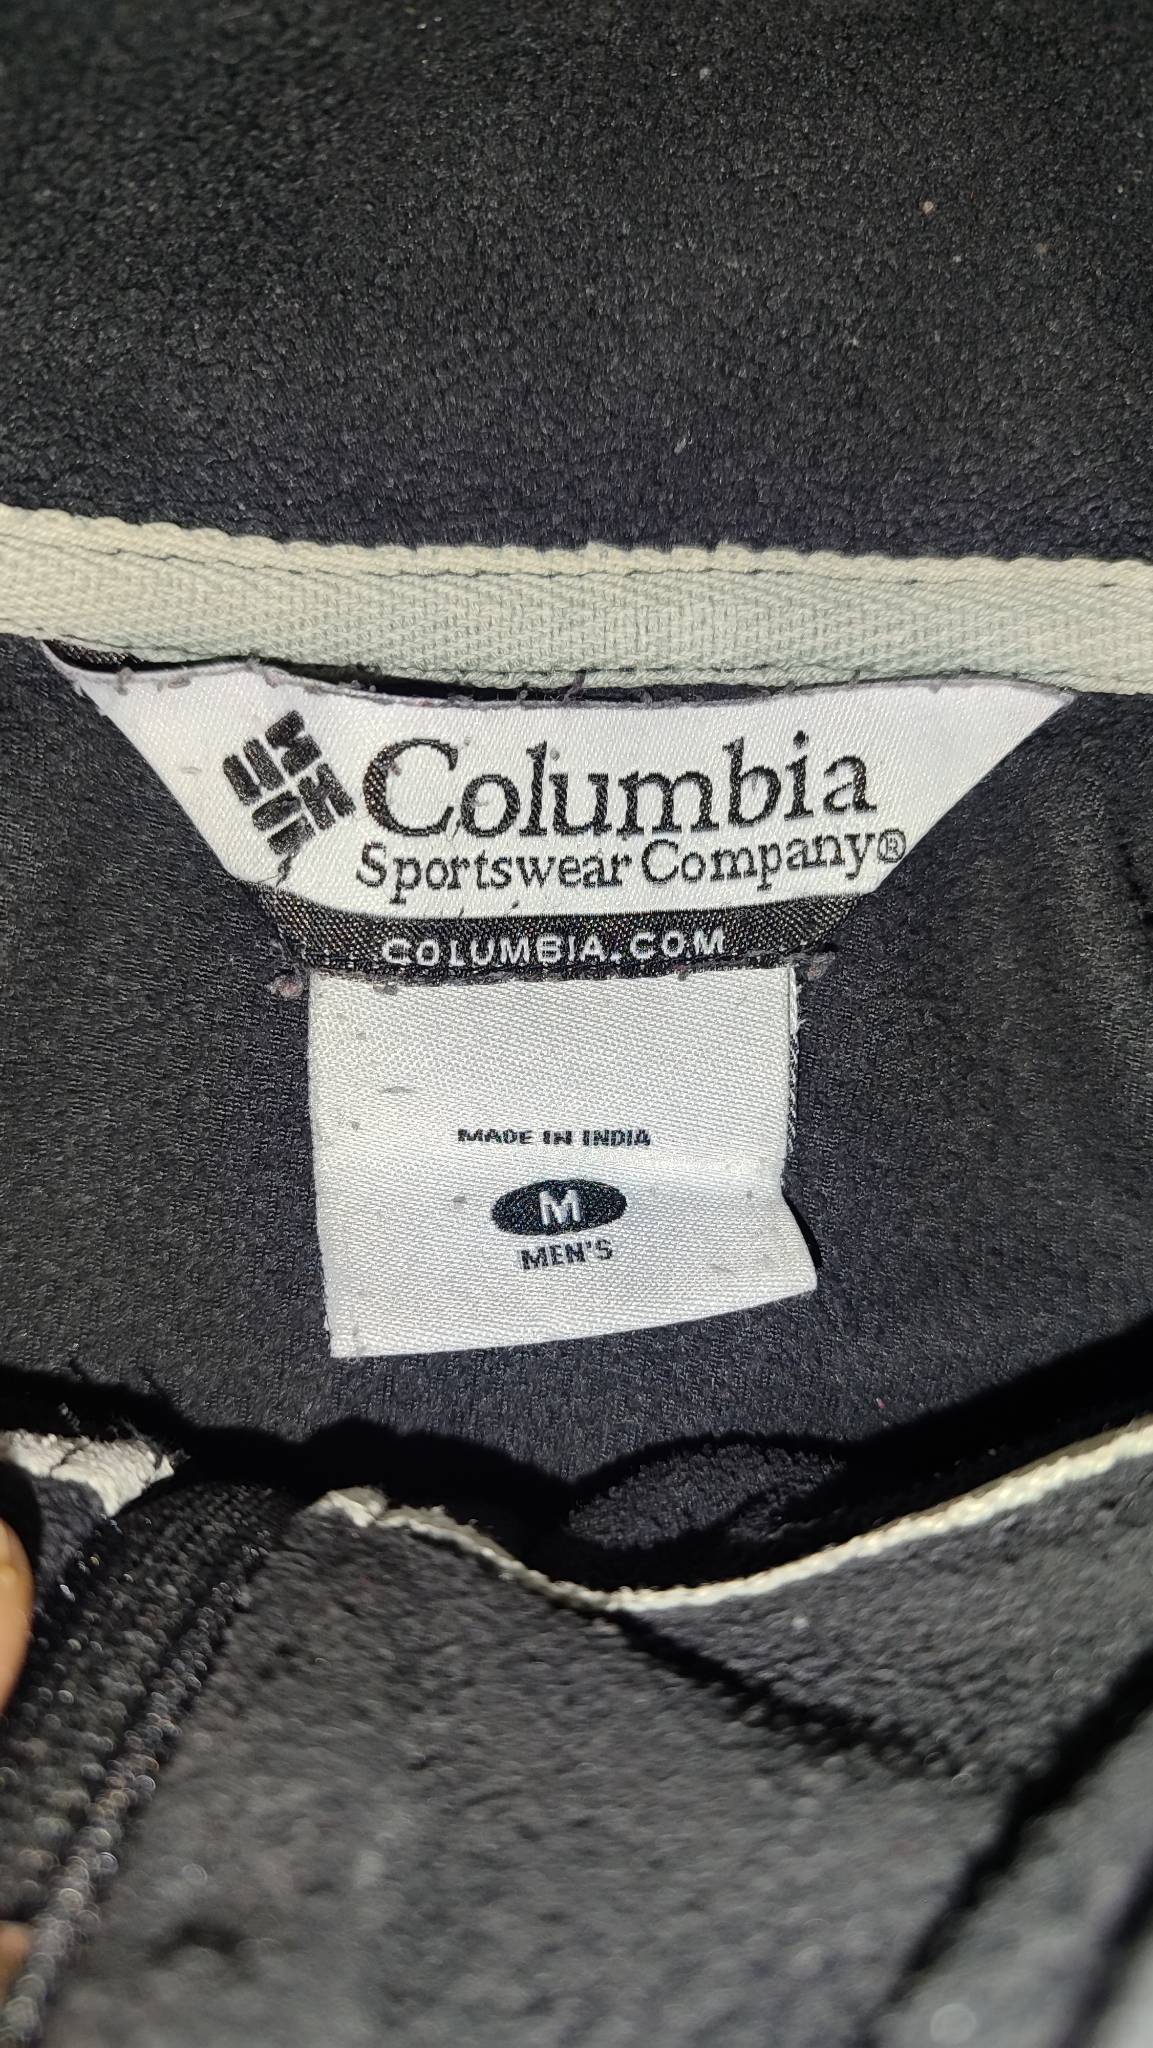 Columbia
Sportswear Company®
COLUMBIA.COM
MADE IN INDIA
M
MEN'S